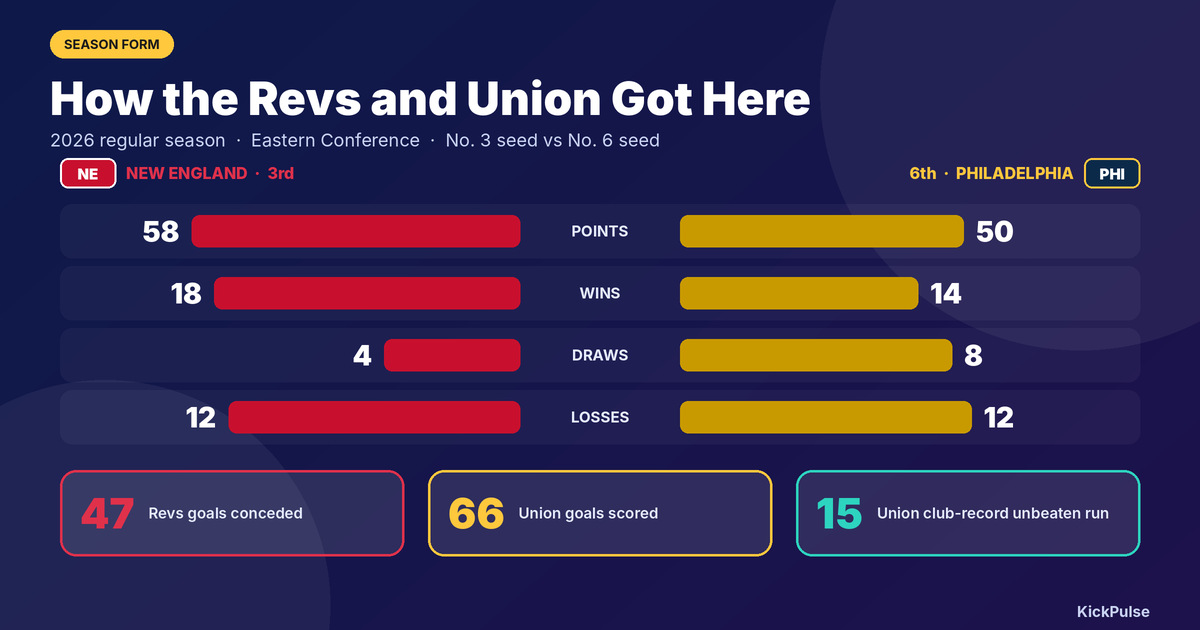 SEASON FORM
How the Revs and Union Got Here
2026 regular season · Eastern Conference · No. 3 seed vs No. 6 seed
NE NEW ENGLAND · 3rd
6th · PHILADELPHIA PHI
58 POINTS 50
18 WINS 14
4 DRAWS 8
12 LOSSES 12
47 Revs goals conceded
66 Union goals scored
15 Union club-record unbeaten run
KickPulse